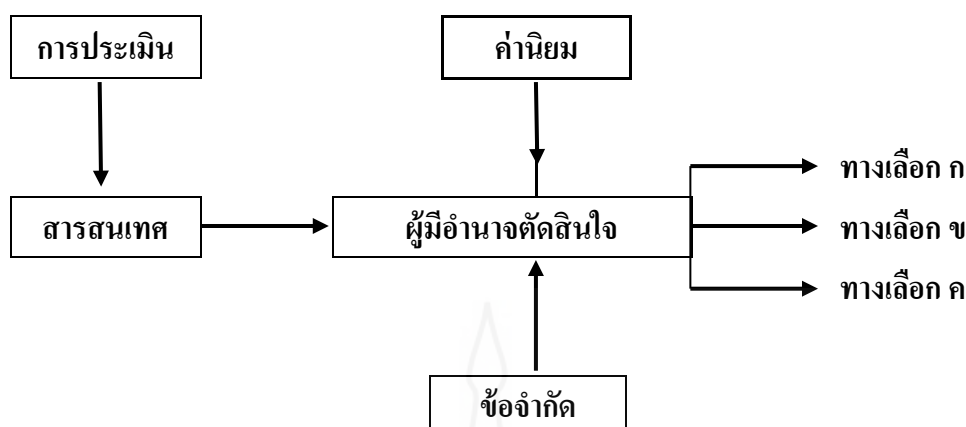 การประเมิน
ค่านิยม
ทางเลือก ก
สารสนเทศ
ผู้มีอำนาจตัดสินใจ
ทางเลือก ข
ทางเลือก ค
ข้อจำกัด